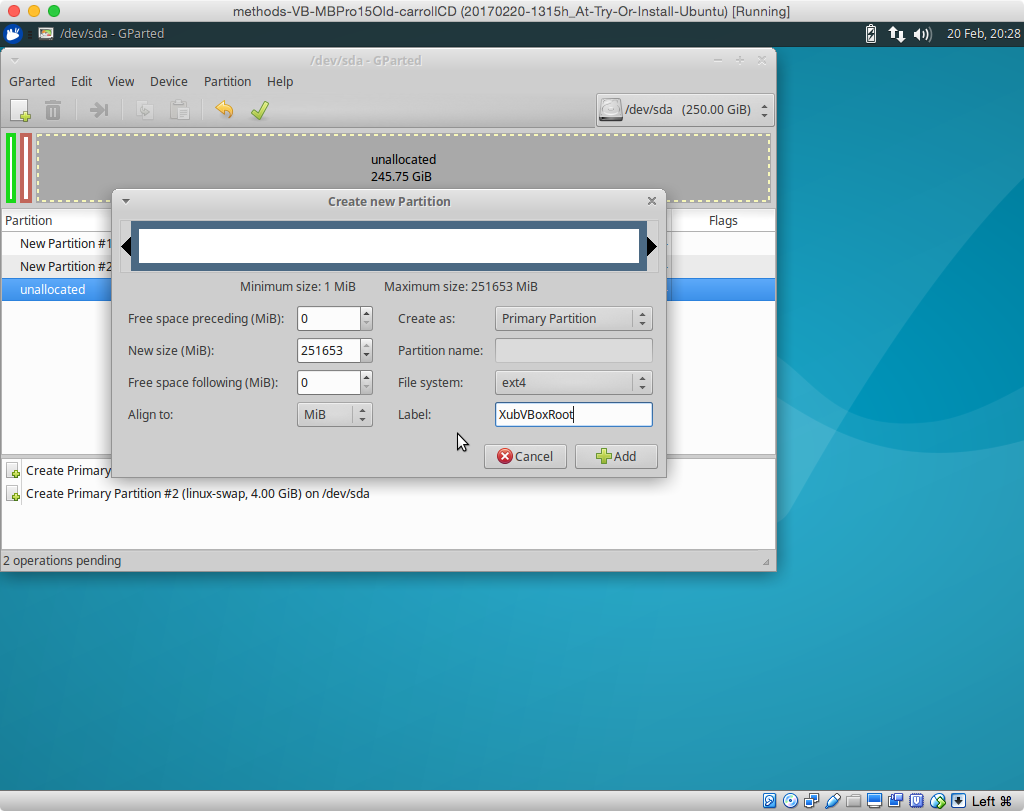 methods-VB-MBPro15Old-carrollCD (20170220-1315h_At-Try-Or-Install-Ubuntu) [Running]
/dev/sda - GParted
20 Feb, 20:28
/dev/sda - GParted
GParted Edit View Device Partition Help
/dev/sda (250.00 GiB)
unallocated
245.75 GiB
Partition
Flags
New Partition #1
New Partition #2
unallocated
Create new Partition
Minimum size: 1 MiB
Maximum size: 251653 MiB
Free space preceding (MiB): 0
Create as: Primary Partition
New size (MiB): 251653
Partition name:
Free space following (MiB): 0
File system: ext4
Align to: MiB
Label: XubVBoxRoot
Cancel
Add
Create Primary
Create Primary Partition #2 (linux-swap, 4.00 GiB) on /dev/sda
2 operations pending
Left ⌘